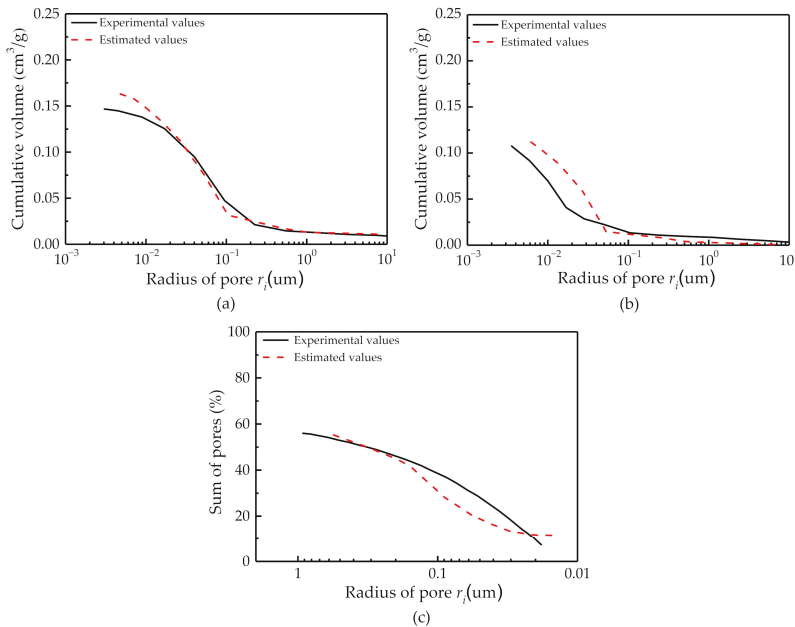 Experimental values
Estimated values
Cumulative volume (cm³/g)
0.25
0.20
0.15
0.10
0.05
0.00
10⁻³ 10⁻² 10⁻¹ 10⁰ 10¹
Radius of pore rᵢ(um)
(a)
Experimental values
Estimated values
Cumulative volume (cm³/g)
0.25
0.20
0.15
0.10
0.05
0.00
10⁻³ 10⁻² 10⁻¹ 10⁰ 10
Radius of pore rᵢ(um)
(b)
Experimental values
Estimated values
Sum of pores (%)
100
80
60
40
20
0
1 0.1 0.01
Radius of pore rᵢ(um)
(c)